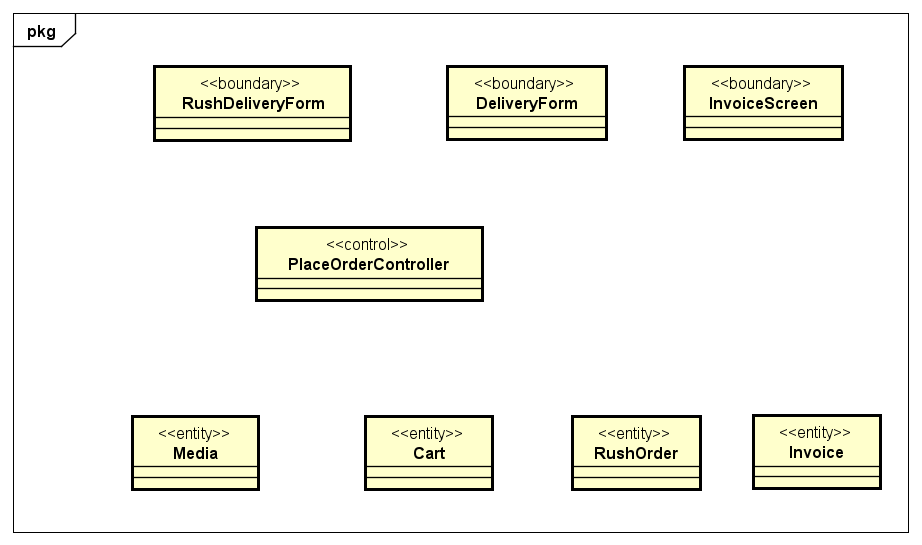 pkg
<<boundary>>
RushDeliveryForm
<<boundary>>
DeliveryForm
<<boundary>>
InvoiceScreen
<<control>>
PlaceOrderController
<<entity>>
Media
<<entity>>
Cart
<<entity>>
RushOrder
<<entity>>
Invoice